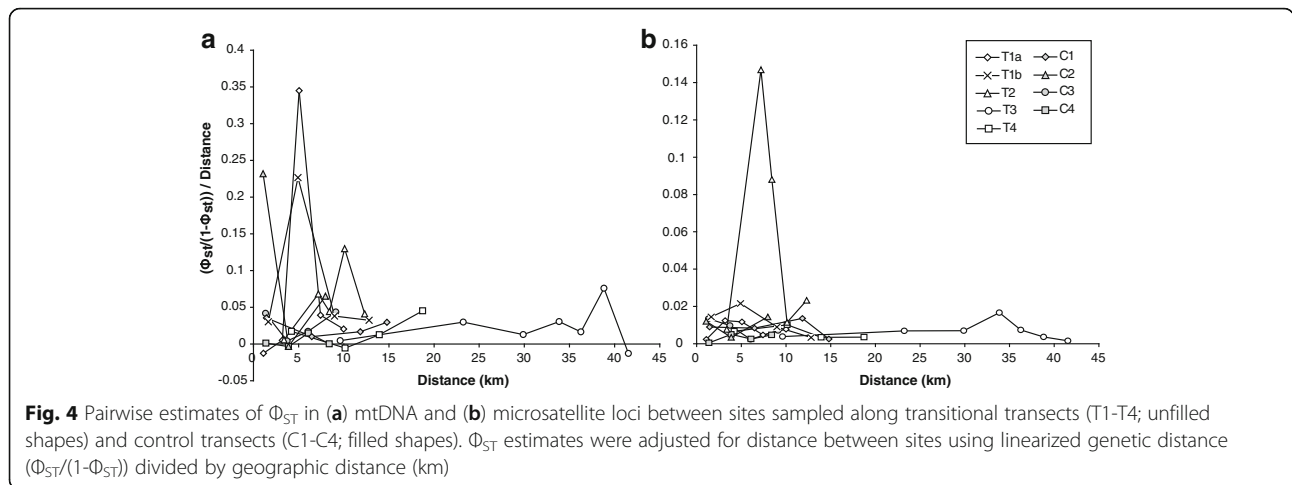 a
b
0.4
0.35
0.3
0.25
0.2
0.15
0.1
0.05
0
-0.05
(Φst/(1-Φst)) / Distance
0 5 10 15 20 25 30 35 40 45
Distance (km)
0.16
0.14
0.12
0.1
0.08
0.06
0.04
0.02
0
0 5 10 15 20 25 30 35 40 45
Distance (km)
T1a C1
T1b C2
T2 C3
T3 C4
T4
Fig. 4 Pairwise estimates of ΦST in (a) mtDNA and (b) microsatellite loci between sites sampled along transitional transects (T1-T4; unfilled
shapes) and control transects (C1-C4; filled shapes). ΦST estimates were adjusted for distance between sites using linearized genetic distance
(ΦST/(1-ΦST)) divided by geographic distance (km)